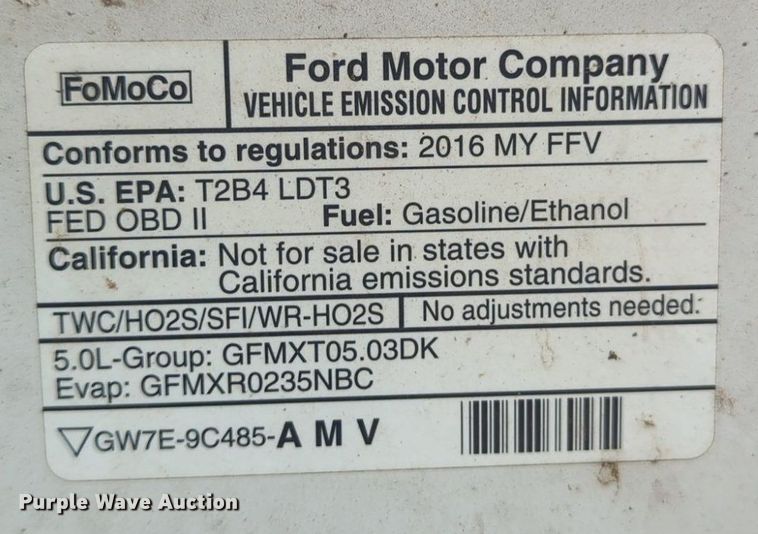 FoMoCo
Ford Motor Company
VEHICLE EMISSION CONTROL INFORMATION
Conforms to regulations: 2016 MY FFV
U.S. EPA: T2B4 LDT3
FED OBD II Fuel: Gasoline/Ethanol
California: Not for sale in states with
California emissions standards.
TWC/HO2S/SFI/WR-HO2S No adjustments needed.
5.0L-Group: GFMXT05.03DK
Evap: GFMXR0235NBC
GW7E-9C485-A M V
Purple Wave Auction